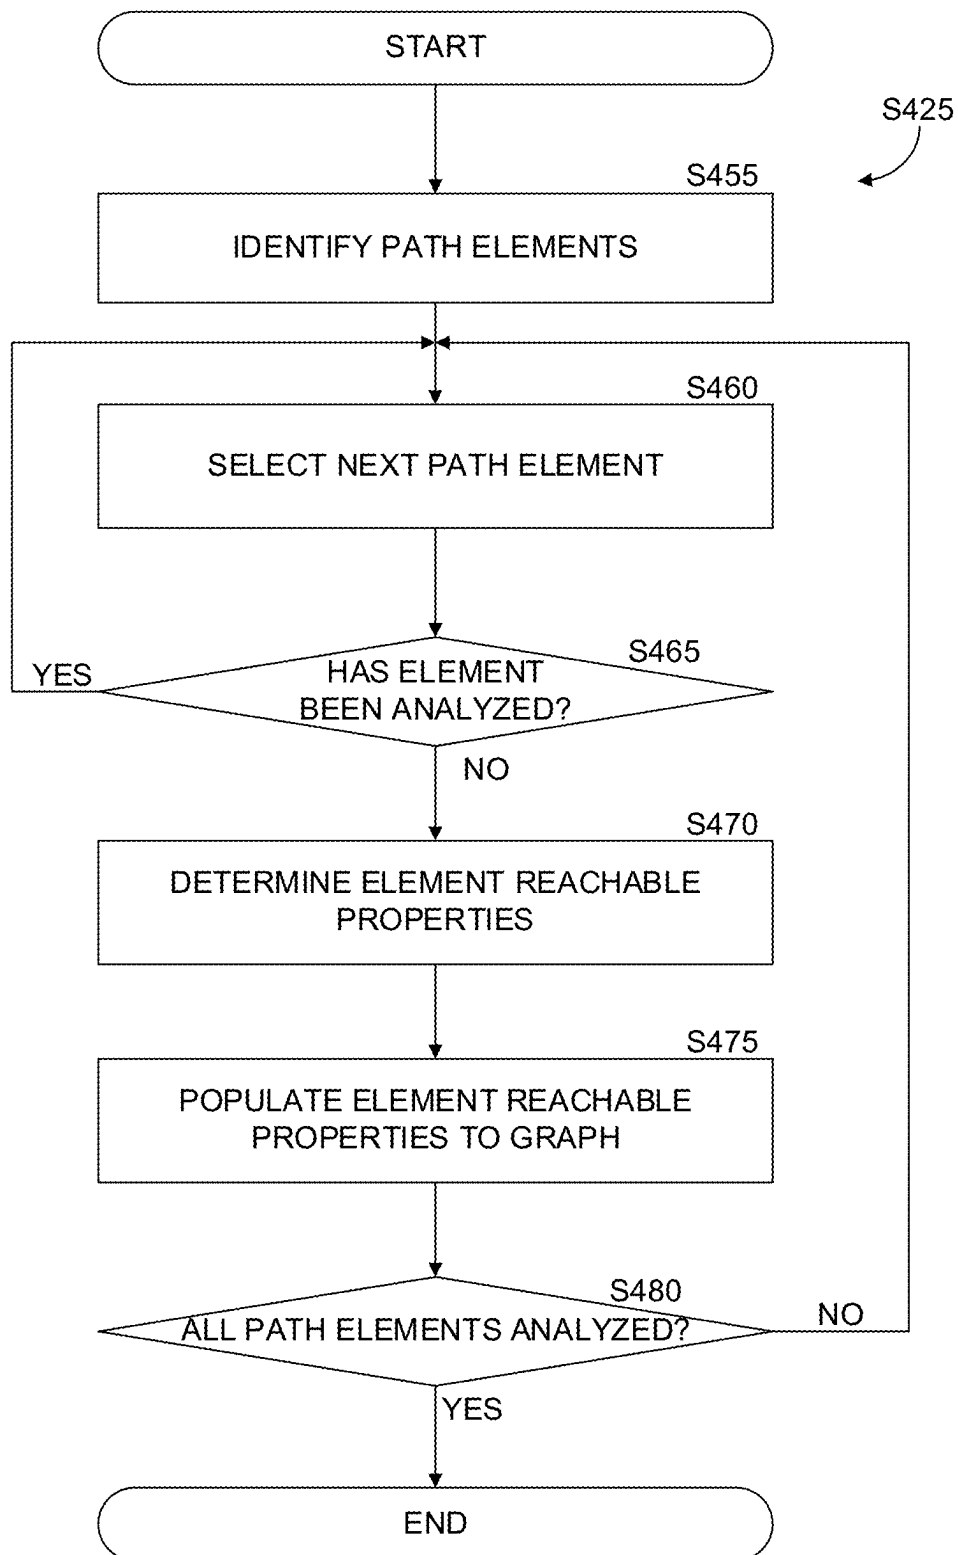 START
S425
S455
IDENTIFY PATH ELEMENTS
S460
SELECT NEXT PATH ELEMENT
S465
YES
HAS ELEMENT
BEEN ANALYZED?
NO
S470
DETERMINE ELEMENT REACHABLE
PROPERTIES
S475
POPULATE ELEMENT REACHABLE
PROPERTIES TO GRAPH
S480
ALL PATH ELEMENTS ANALYZED?
NO
YES
END